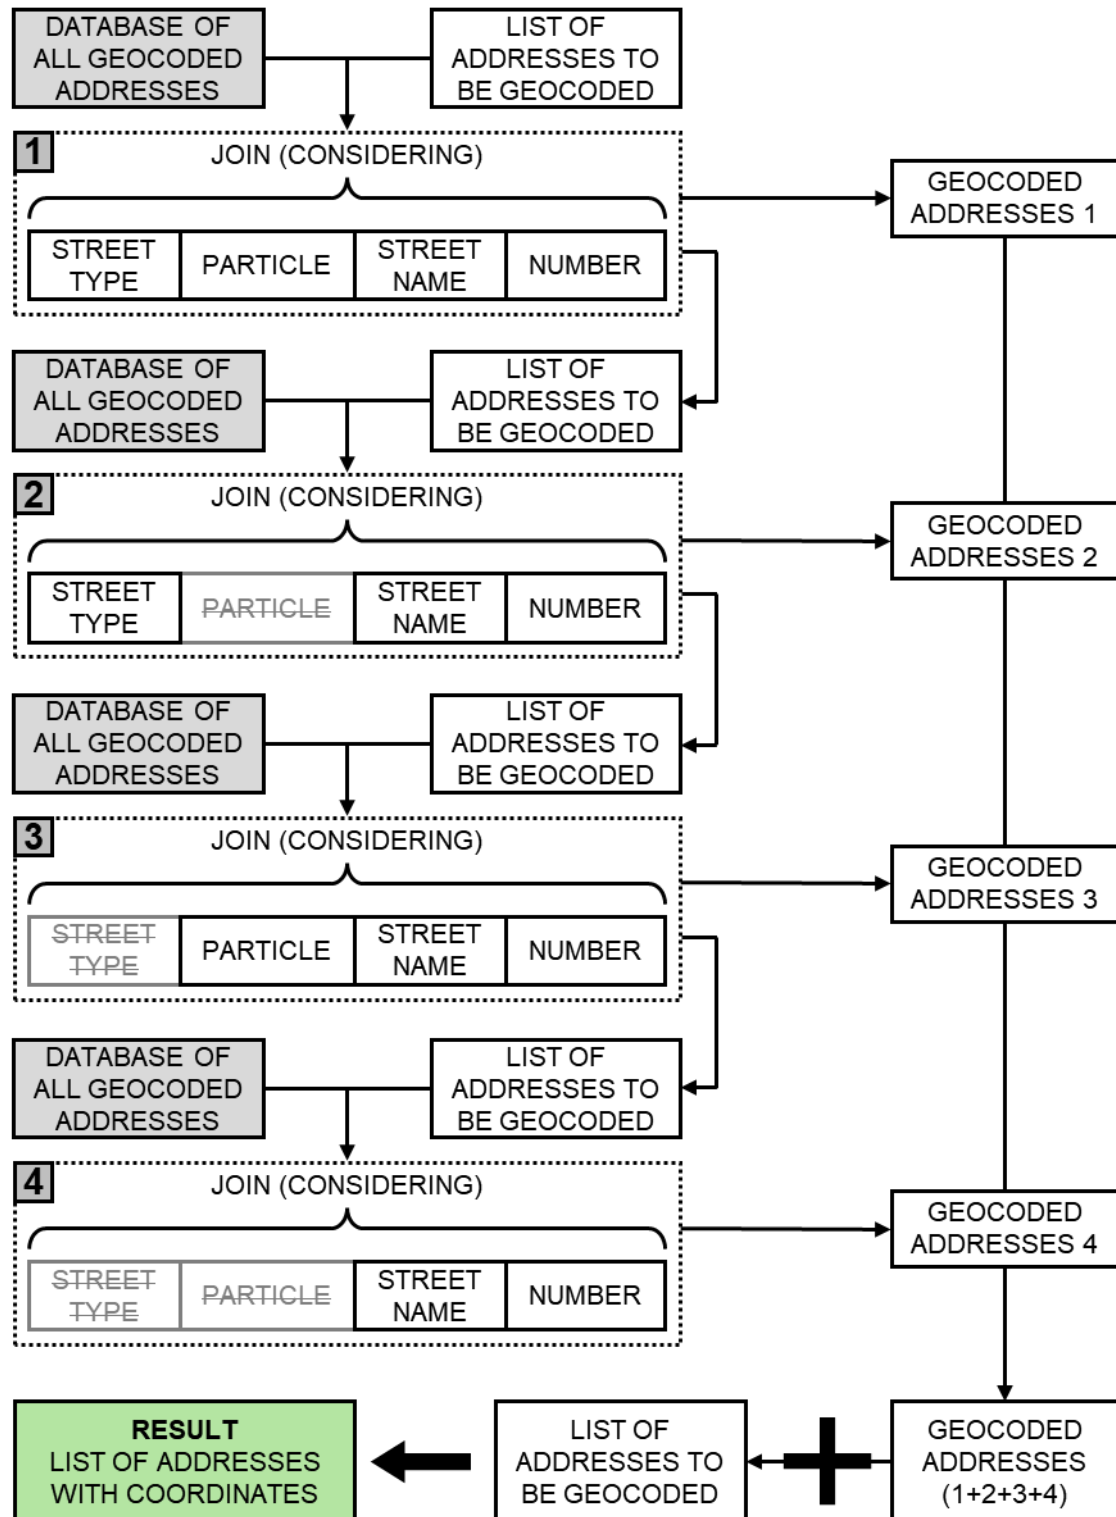 DATABASE OF
ALL GEOCODED
ADDRESSES
LIST OF
ADDRESSES TO
BE GEOCODED
1
JOIN (CONSIDERING)
STREET
TYPE
PARTICLE
STREET
NAME
NUMBER
GEOCODED
ADDRESSES 1
DATABASE OF
ALL GEOCODED
ADDRESSES
LIST OF
ADDRESSES TO
BE GEOCODED
2
JOIN (CONSIDERING)
STREET
TYPE
PARTICLE
STREET
NAME
NUMBER
GEOCODED
ADDRESSES 2
DATABASE OF
ALL GEOCODED
ADDRESSES
LIST OF
ADDRESSES TO
BE GEOCODED
3
JOIN (CONSIDERING)
STREET
TYPE
PARTICLE
STREET
NAME
NUMBER
GEOCODED
ADDRESSES 3
DATABASE OF
ALL GEOCODED
ADDRESSES
LIST OF
ADDRESSES TO
BE GEOCODED
4
JOIN (CONSIDERING)
STREET
TYPE
PARTICLE
STREET
NAME
NUMBER
GEOCODED
ADDRESSES 4
RESULT
LIST OF ADDRESSES
WITH COORDINATES
LIST OF
ADDRESSES TO
BE GEOCODED
GEOCODED
ADDRESSES
(1+2+3+4)